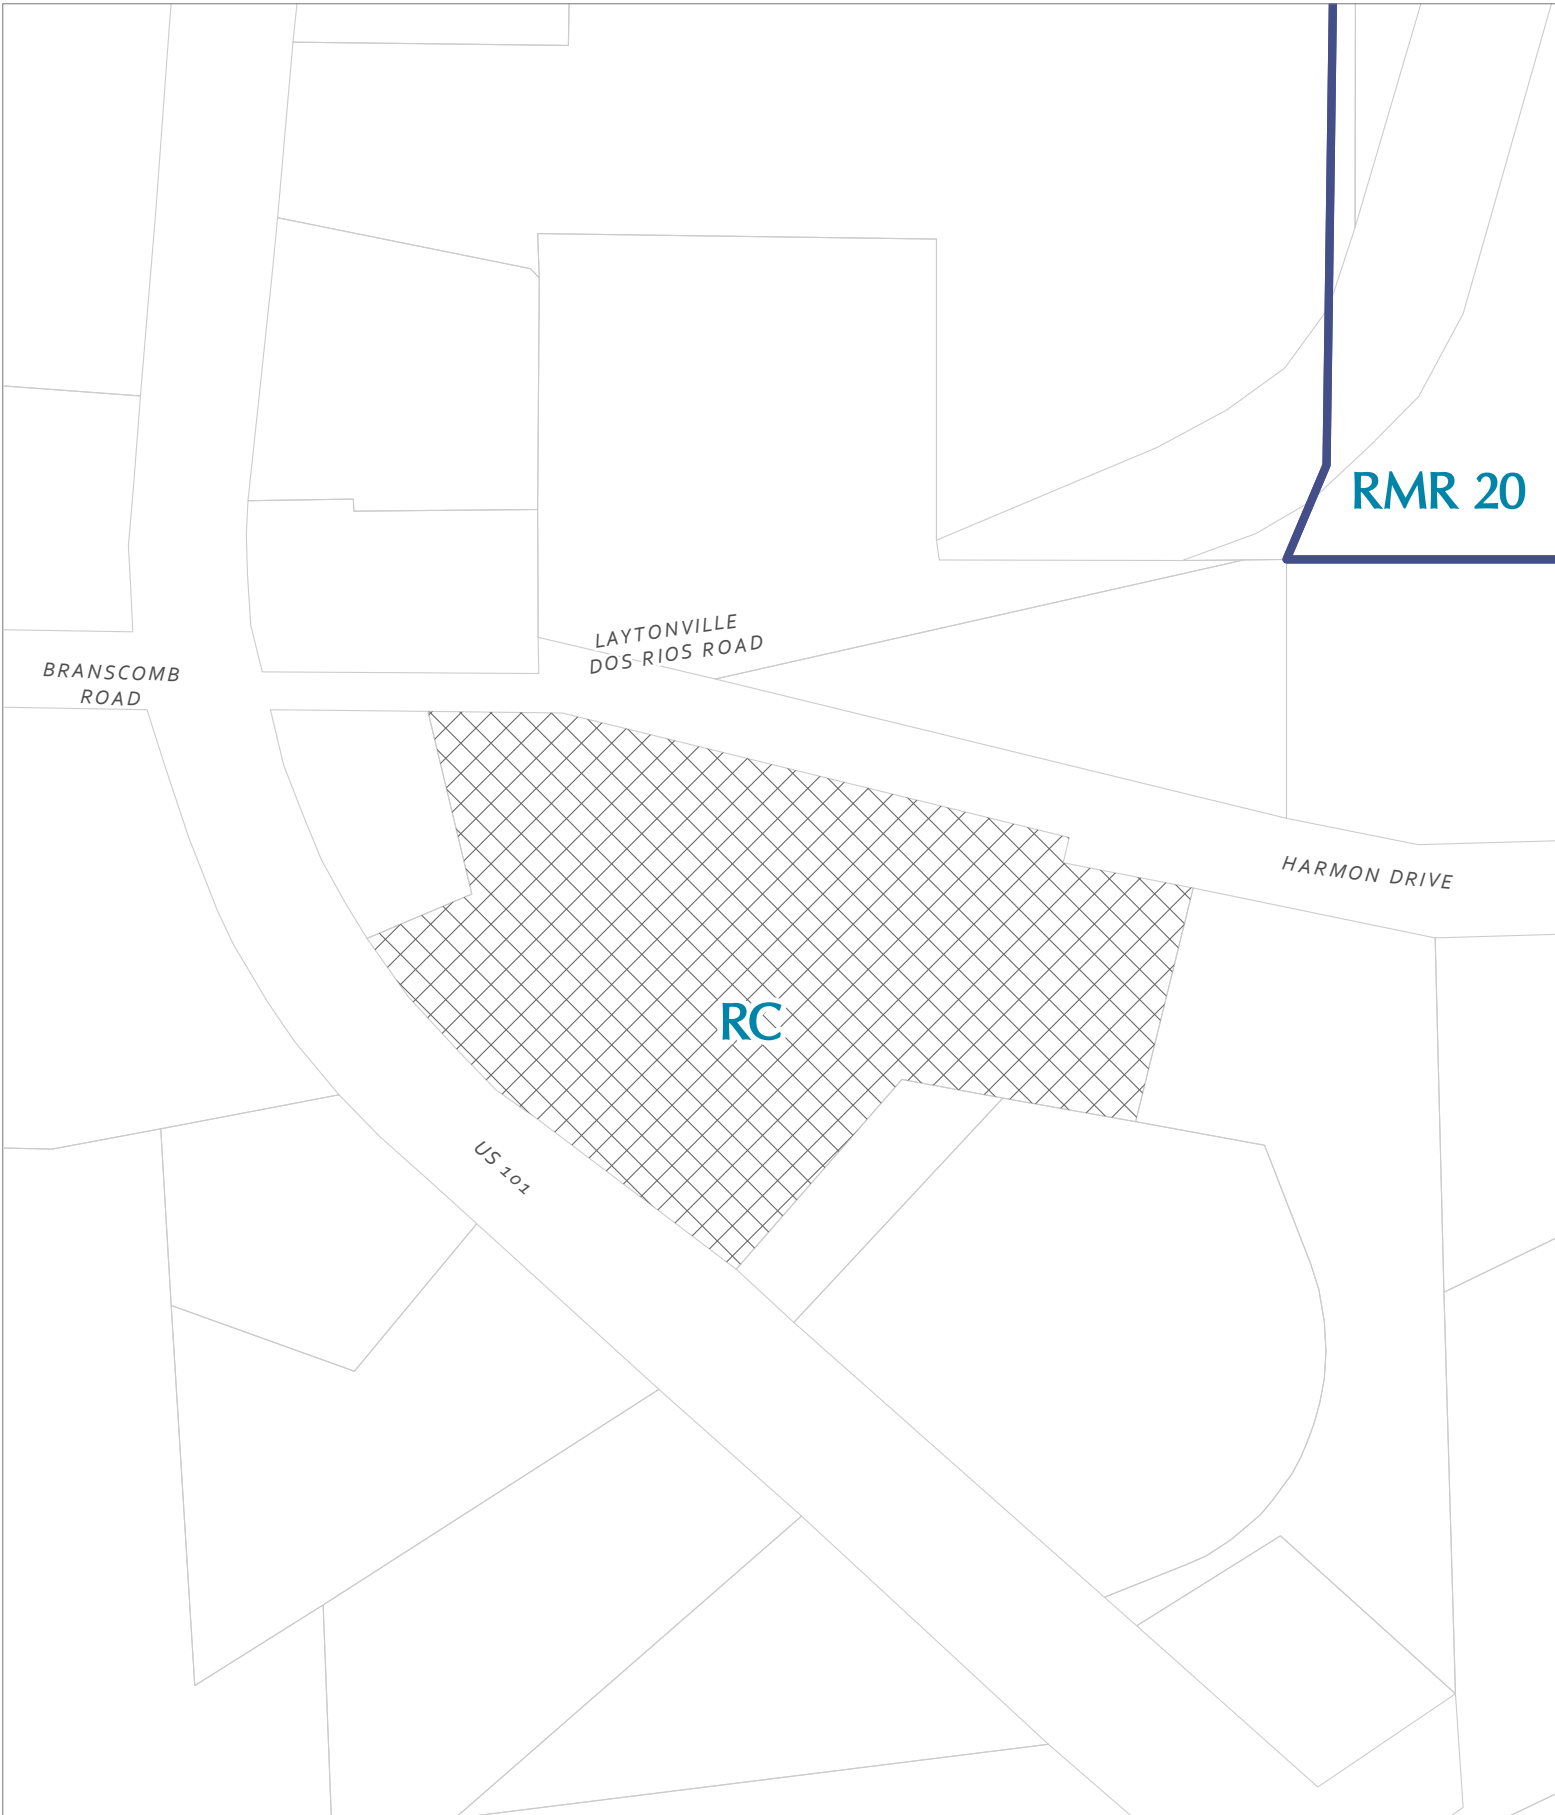 RMR 20
LAYTONVILLE
DOS RIOS ROAD
BRANSCOMB
ROAD
HARMON DRIVE
RC
US 101